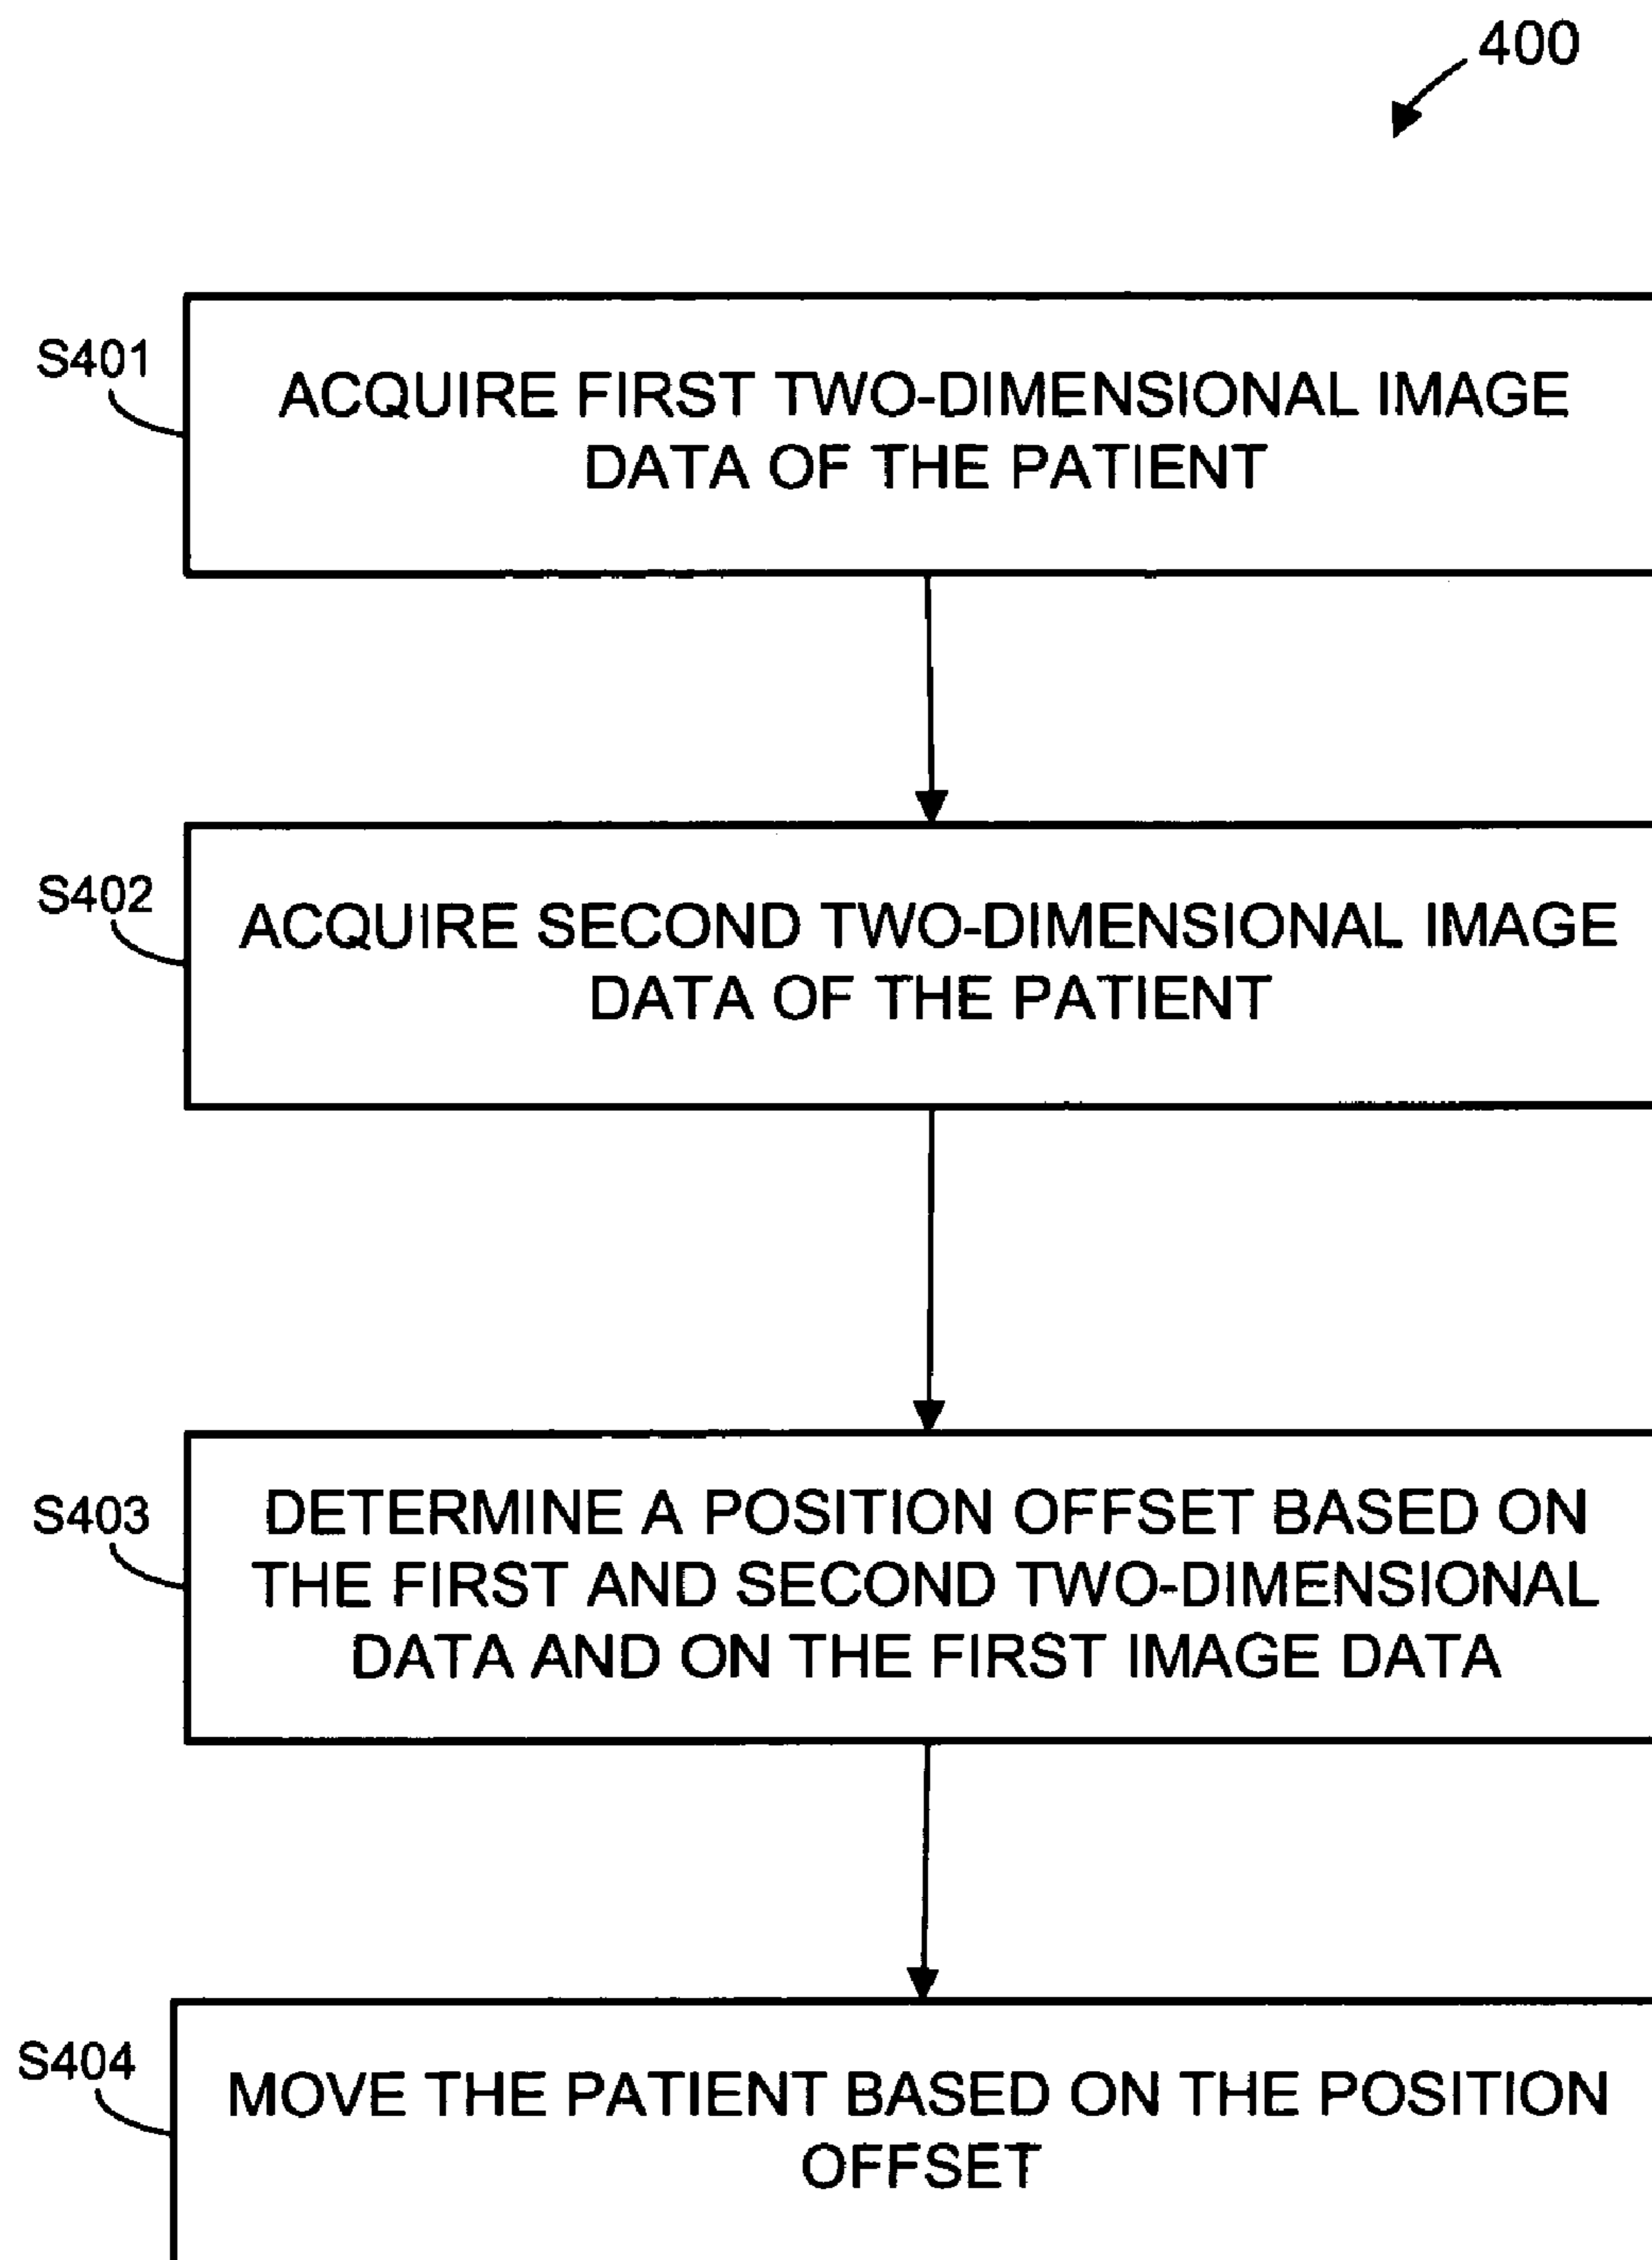 400
S401
ACQUIRE FIRST TWO-DIMENSIONAL IMAGE
DATA OF THE PATIENT
S402
ACQUIRE SECOND TWO-DIMENSIONAL IMAGE
DATA OF THE PATIENT
S403
DETERMINE A POSITION OFFSET BASED ON
THE FIRST AND SECOND TWO-DIMENSIONAL
DATA AND ON THE FIRST IMAGE DATA
S404
MOVE THE PATIENT BASED ON THE POSITION
OFFSET